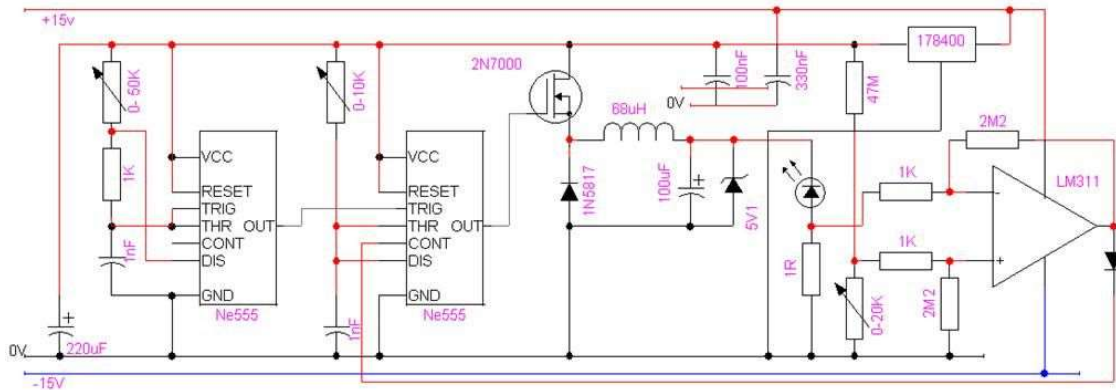 +15v
178400
2N7000
100nF
330nF
0-50K
0-10K
47M
0V
68uH
2M2
1K
VCC
RESET
TRIG
THR OUT
CONT
DIS
GND
Ne555
1nF
VCC
RESET
TRIG
THR OUT
CONT
DIS
GND
Ne555
1nF
1N5817
100uF
+
5V1
1R
1K
1K
LM311
-
+
2M2
0-20K
+
220uF
0V
-15V